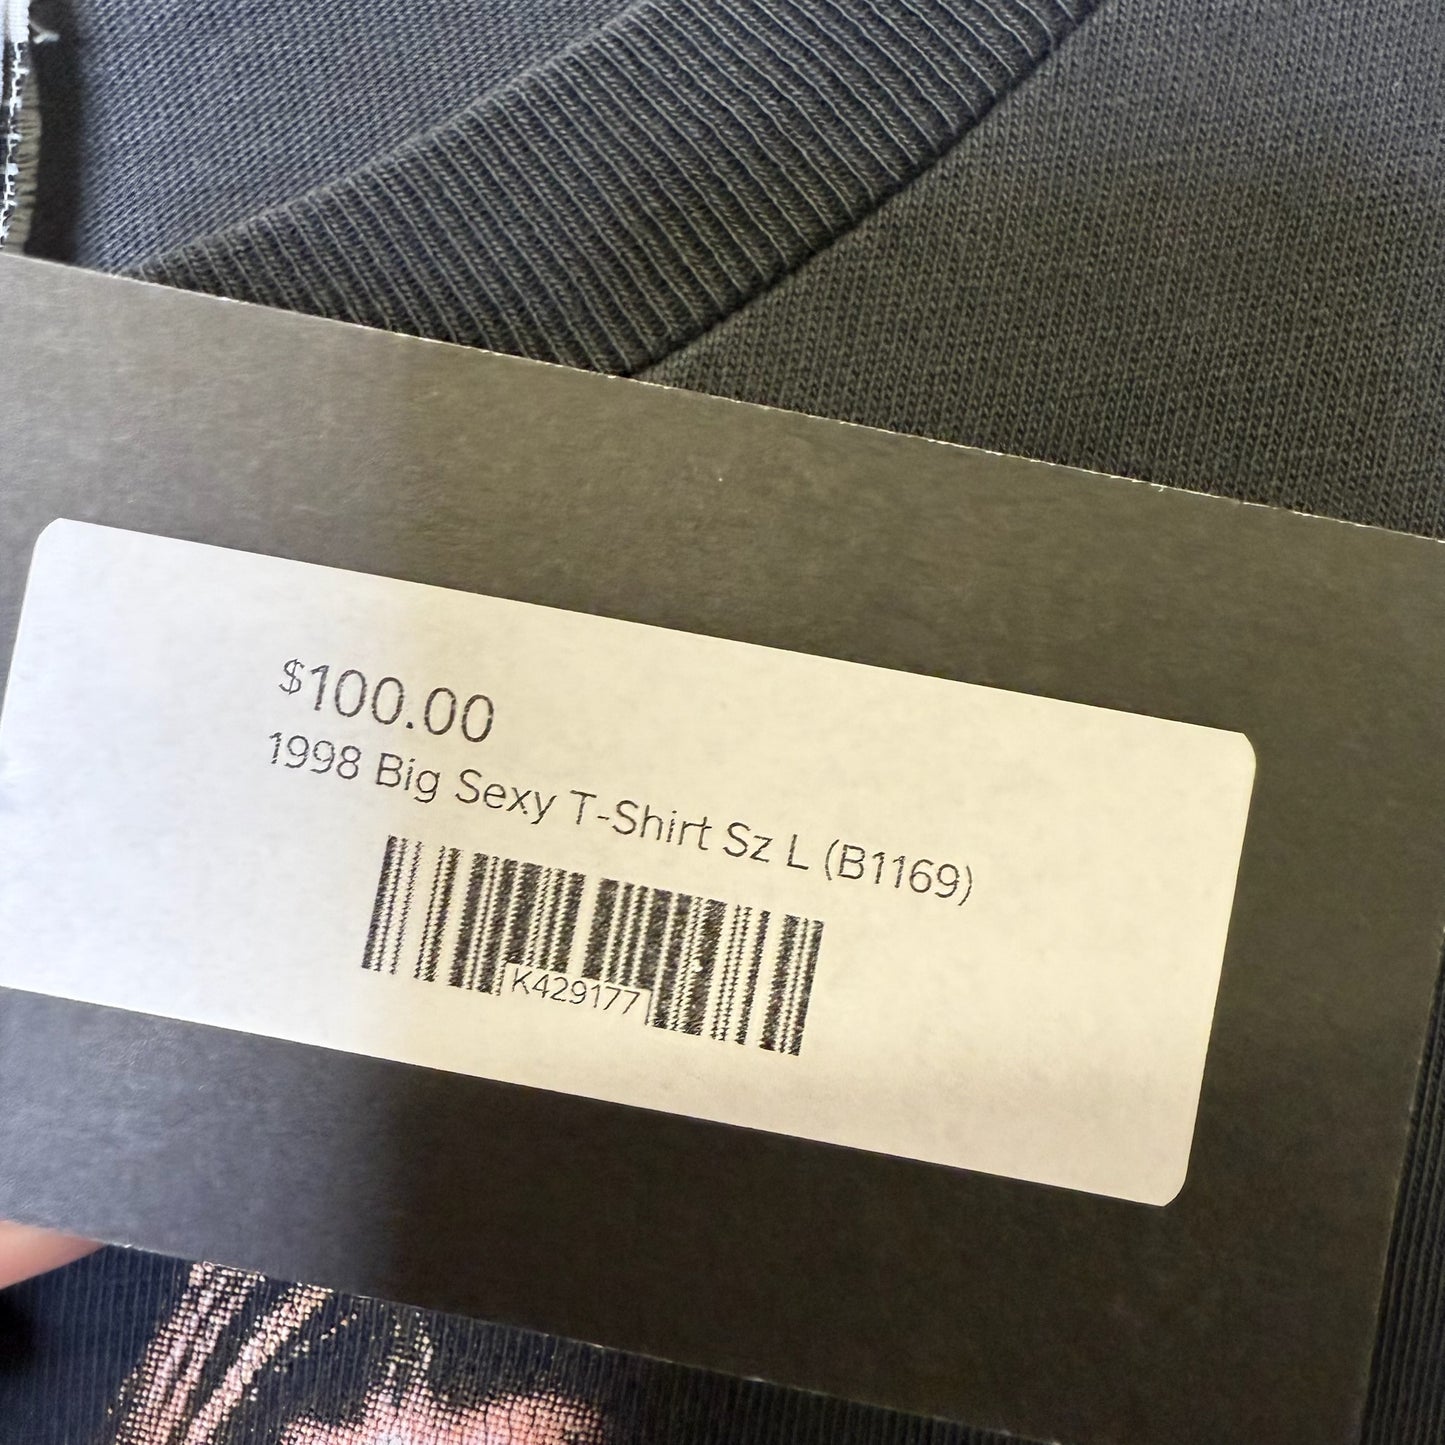 $100.00
1998 Big Sexy T-Shirt Sz L (B1169)
K429177